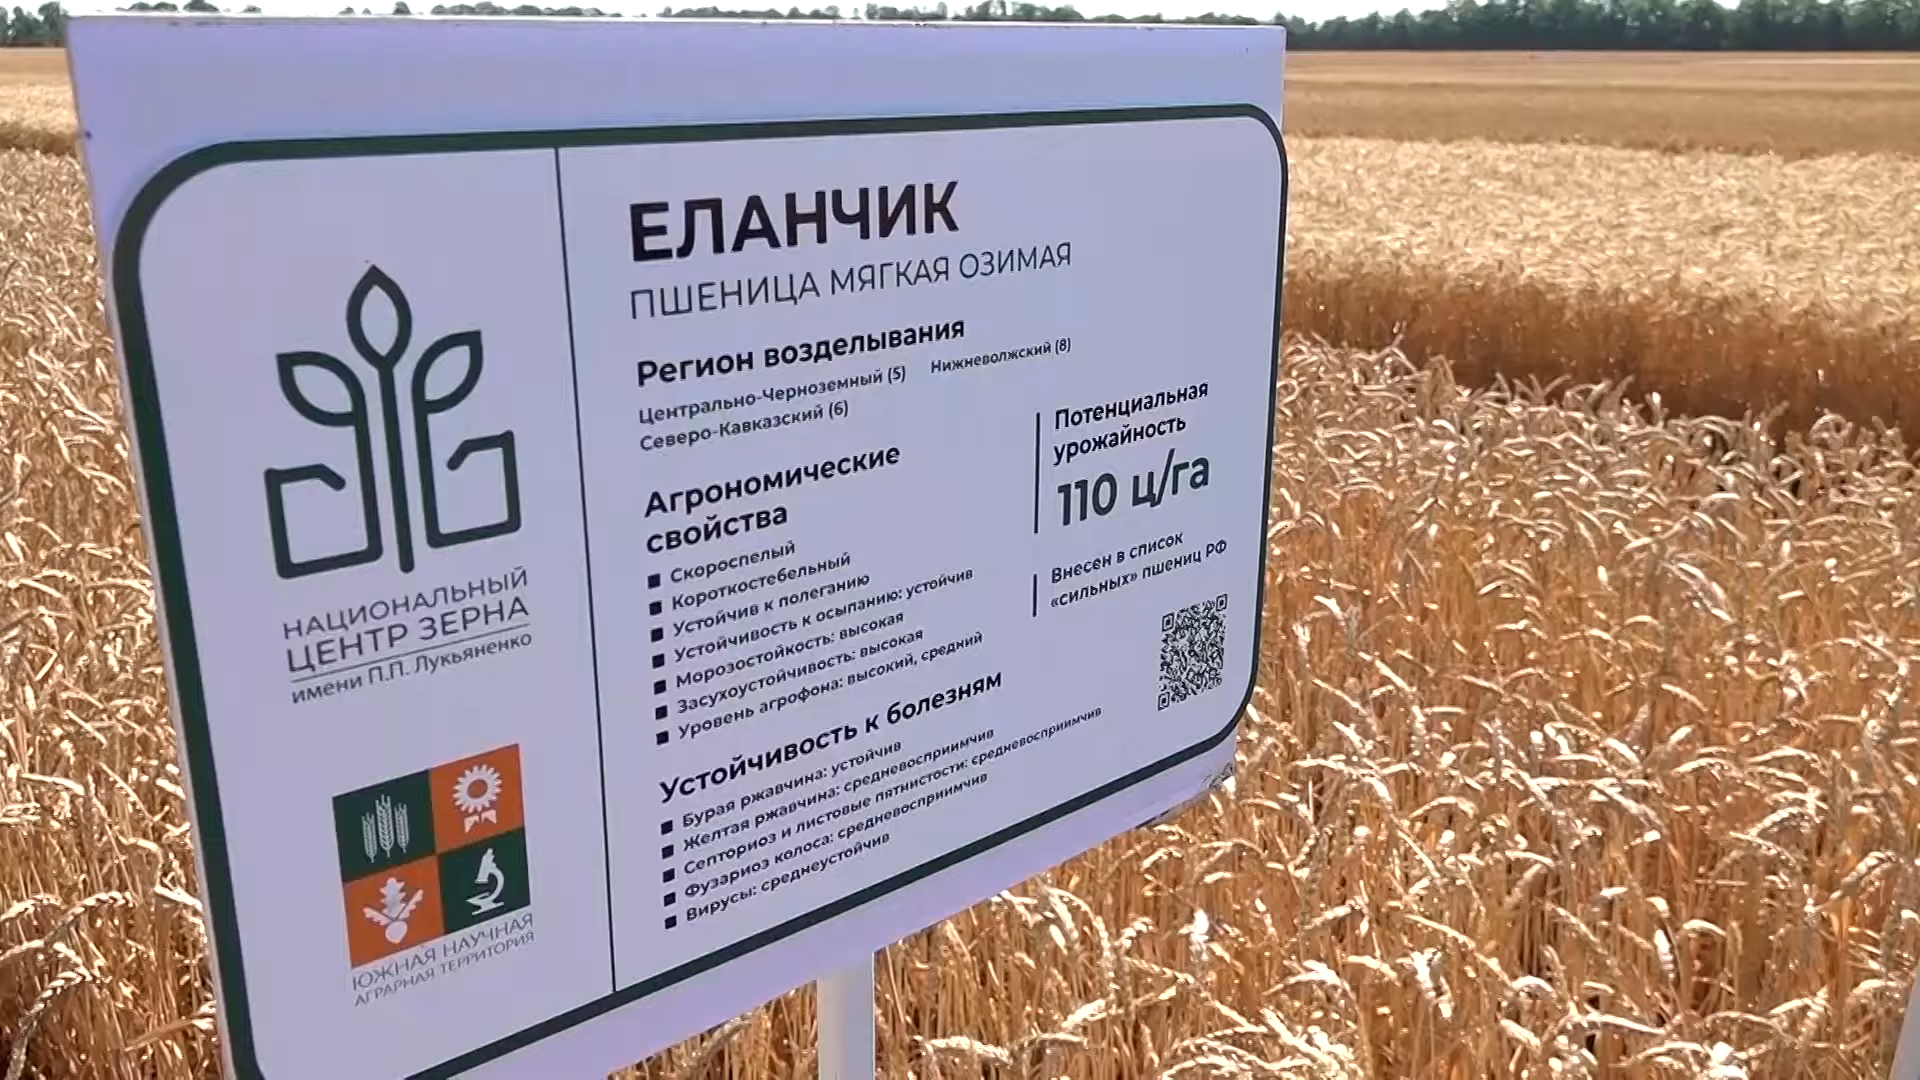 НАЦИОНАЛЬНЫЙ
ЦЕНТР ЗЕРНА
имени П.П. Лукьяненко
ЮЖНАЯ НАУЧНАЯ
АГРАРНАЯ ТЕРРИТОРИЯ
ЕЛАНЧИК
ПШЕНИЦА МЯГКАЯ ОЗИМАЯ
Регион возделывания
Центрально-Черноземный (5) Нижневолжский (8)
Северо-Кавказский (6)
Агрономические
свойства
Скороспелый
Короткостебельный
Устойчив к полеганию
Устойчивость к осыпанию: устойчив
Морозостойкость: высокая
Засухоустойчивость: высокая
Уровень агрофона: высокий, средний
Устойчивость к болезням
Бурая ржавчина: устойчив
Желтая ржавчина: средневосприимчив
Септориоз и листовые пятнистости: средневосприимчив
Фузариоз колоса: средневосприимчив
Вирусы: среднеустойчив
Потенциальная
урожайность
110 ц/га
Внесен в список
«сильных» пшениц РФ